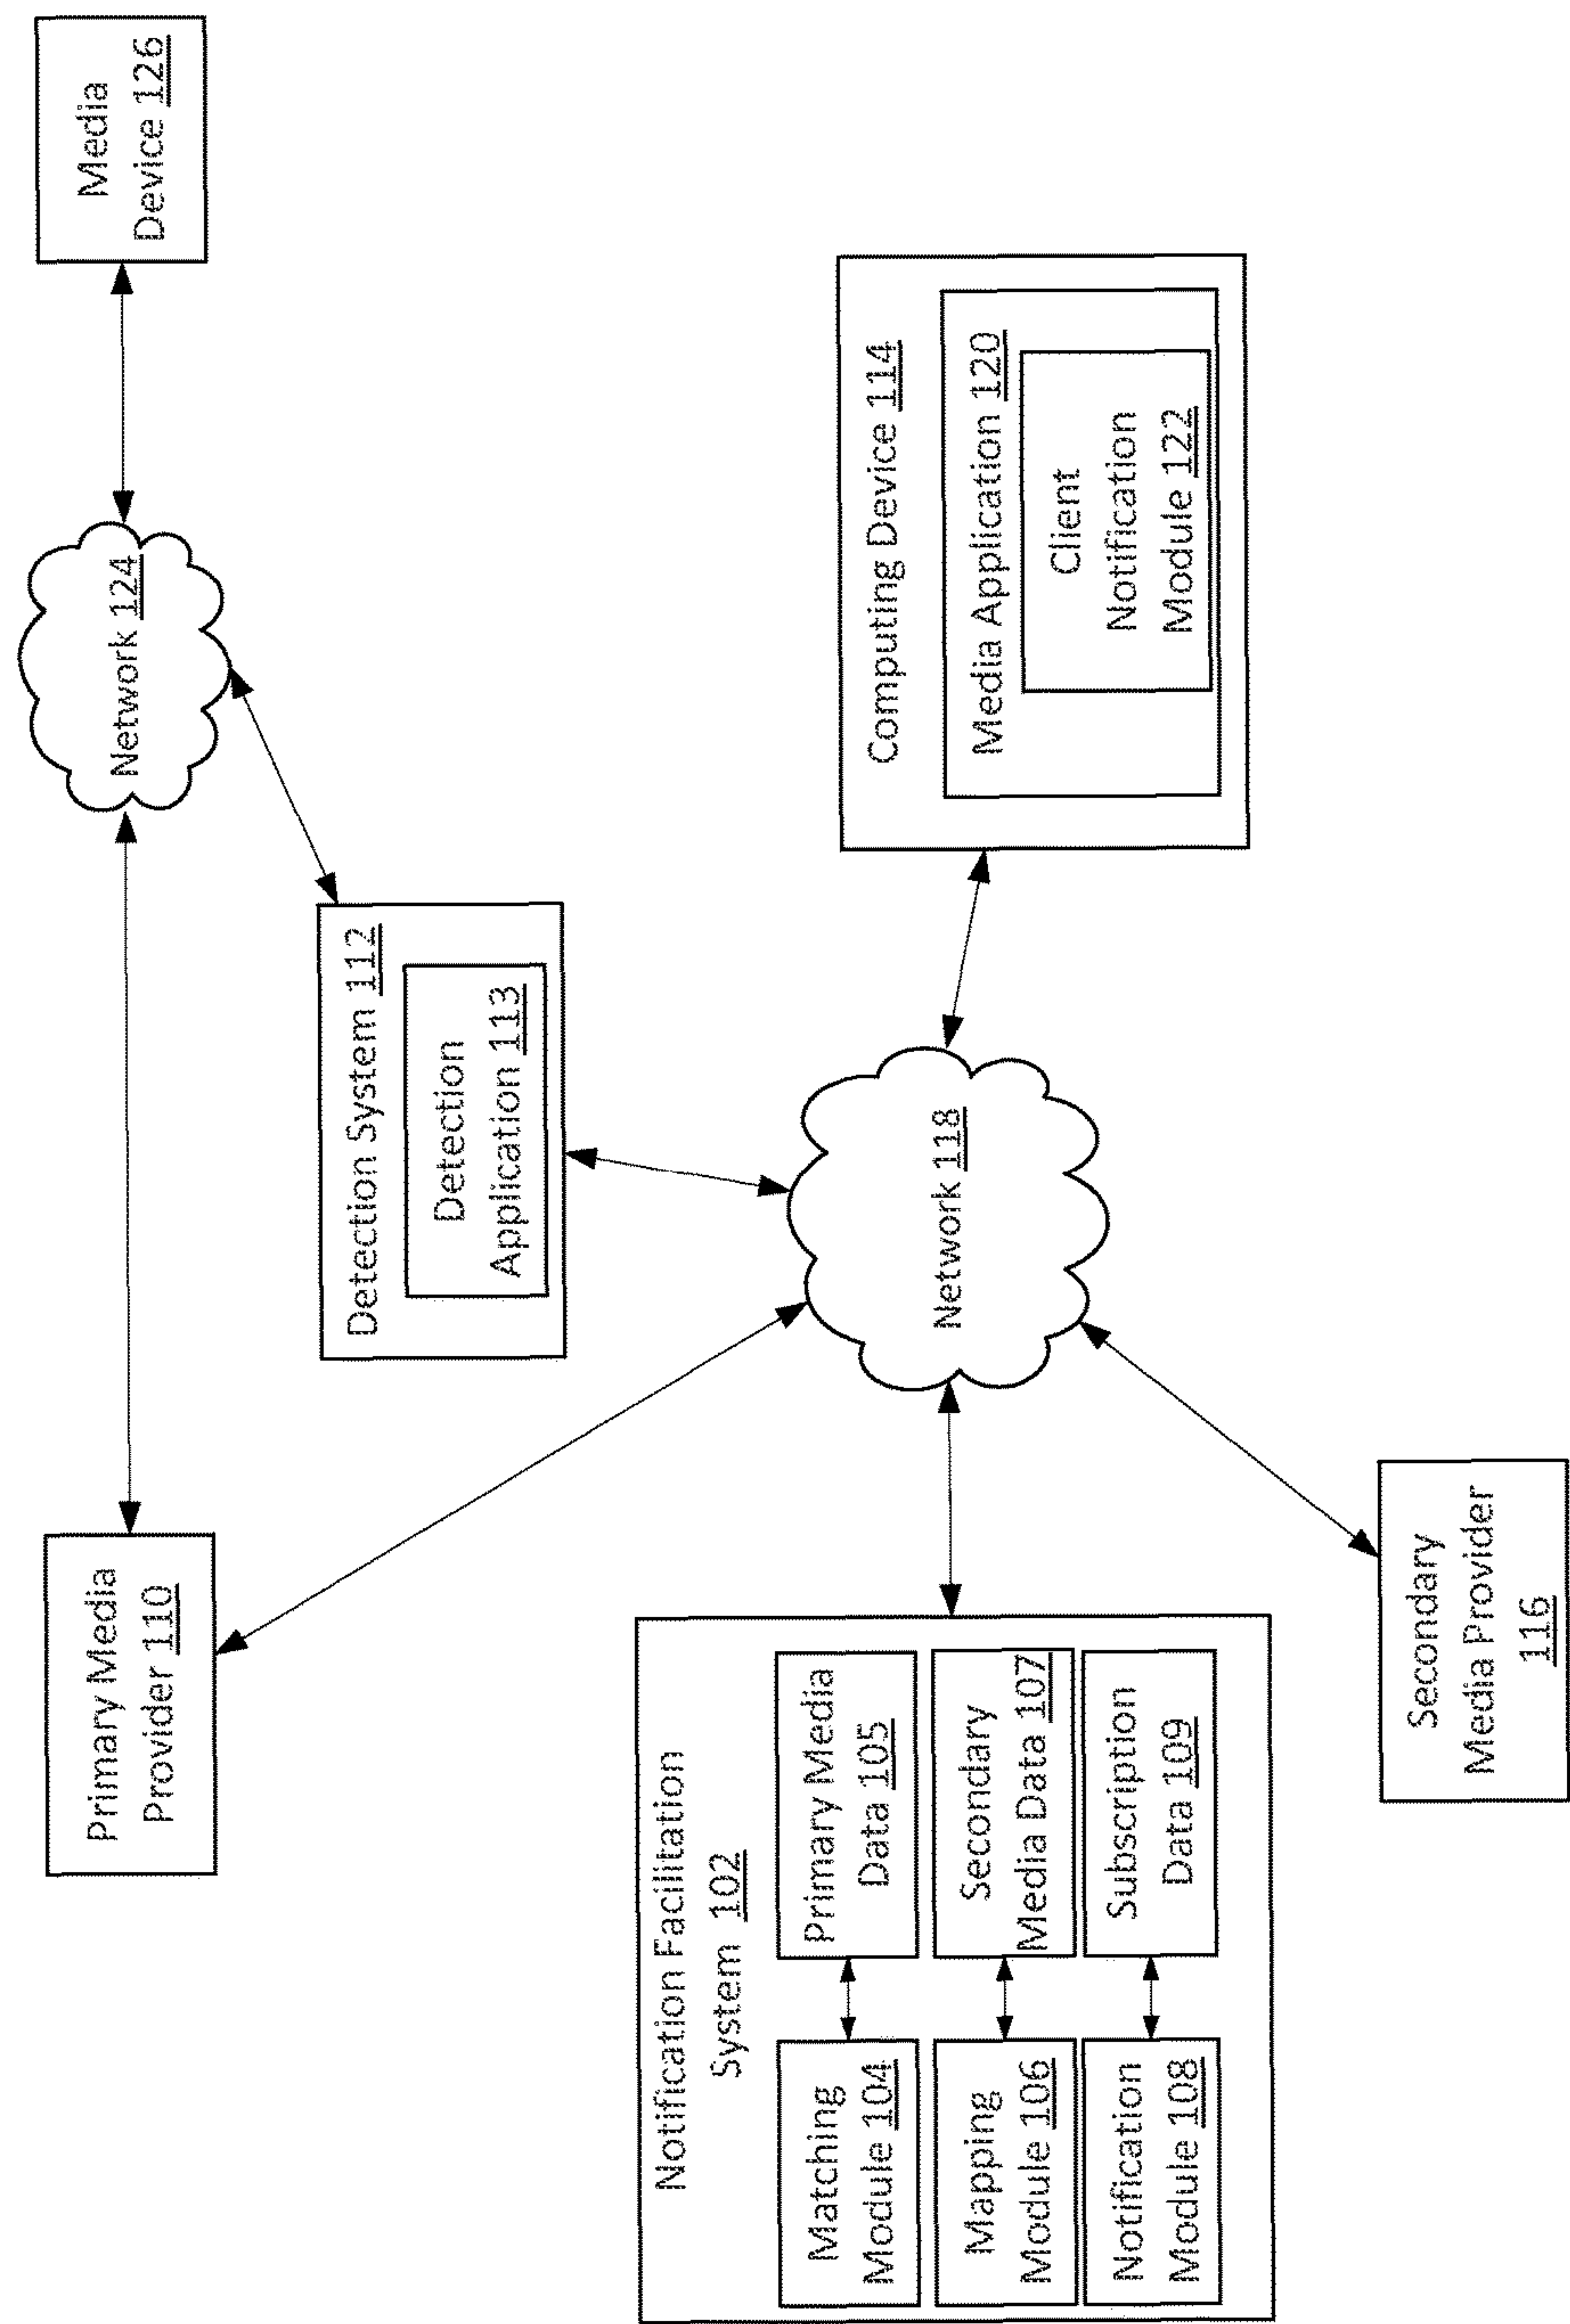 Primary Media
Provider 110
Network 124
Media
Device 126
Detection System 112
Detection
Application 113
Notification Facilitation
System 102
Matching
Module 104
Primary Media
Data 105
Mapping
Module 106
Secondary
Media Data 107
Notification
Module 108
Subscription
Data 109
Network 118
Computing Device 114
Media Application 120
Client
Notification
Module 122
Secondary
Media Provider
116